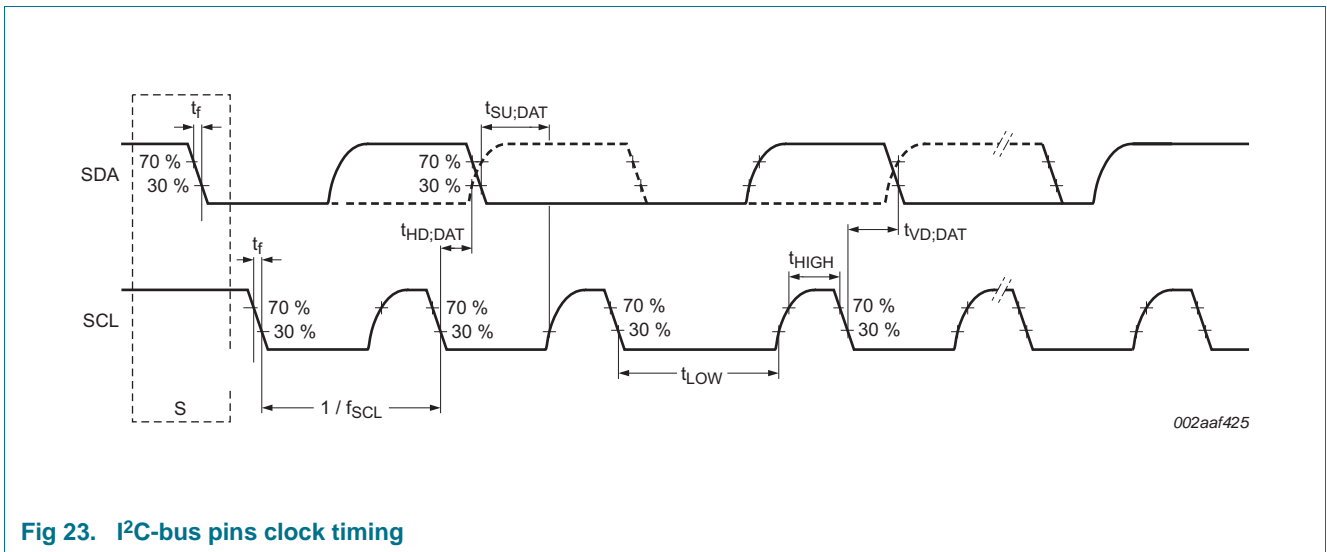 tf
tSU;DAT
70 %
30 %
SDA
70 %
30 %
tHD;DAT
tVD;DAT
tf
tHIGH
SCL
70 %
30 %
70 %
30 %
70 %
30 %
70 %
30 %
tLOW
S
1 / fSCL
002aaf425
Fig 23. I2C-bus pins clock timing